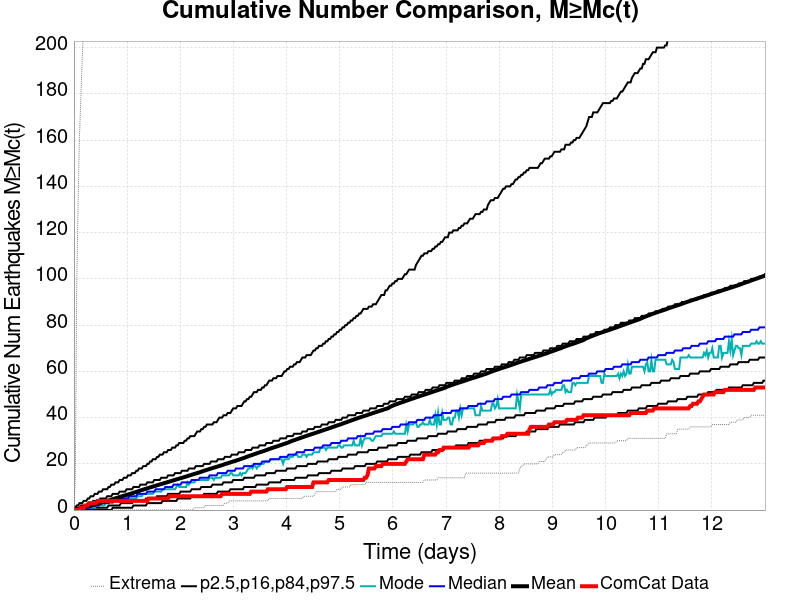 Cumulative Number Comparison, M≥Mc(t)
Cumulative Num Earthquakes M≥Mc(t)
200
180
160
140
120
100
80
60
40
20
0
0 1 2 3 4 5 6 7 8 9 10 11 12
Time (days)
Extrema p2.5,p16,p84,p97.5 Mode Median Mean ComCat Data